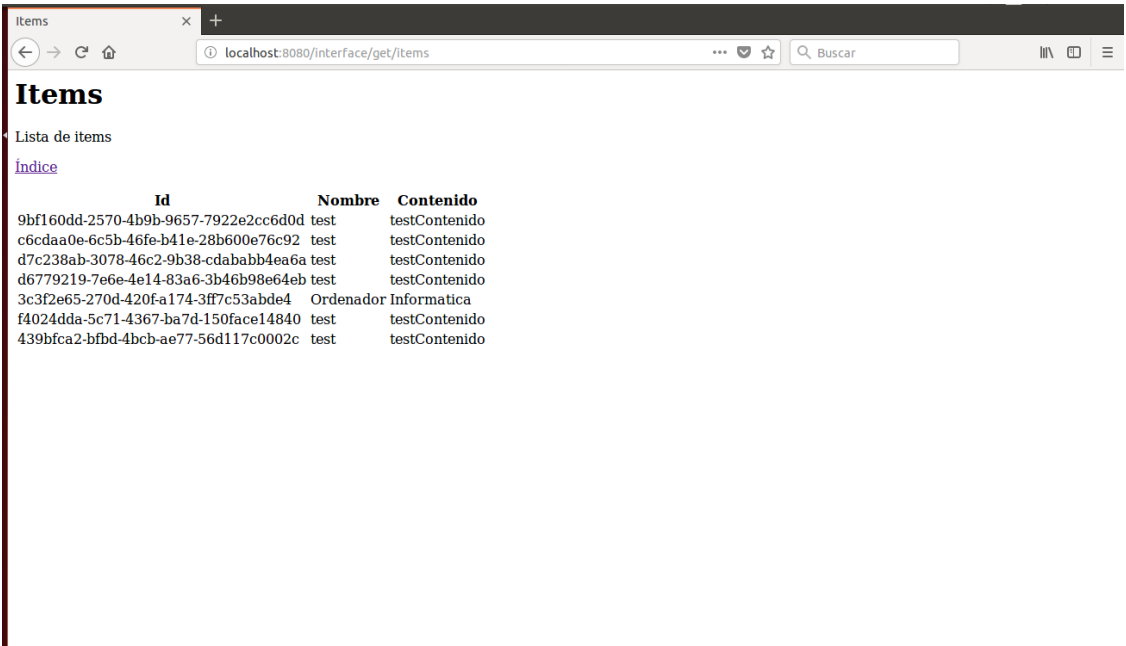 Items
localhost:8080/interface/get/items
Buscar
Items
Lista de items
Índice
Id Nombre Contenido
9bf160dd-2570-4b9b-9657-7922e2cc6d0d test testContenido
c6cdaa0e-6c5b-46fe-b41e-28b600e76c92 test testContenido
d7c238ab-3078-46c2-9b38-cdababb4ea6a test testContenido
d6779219-7e6e-4e14-83a6-3b46b98e64eb test testContenido
3c3f2e65-270d-420f-a174-3ff7c53abde4 Ordenador Informatica
f4024dda-5c71-4367-ba7d-150face14840 test testContenido
439bfca2-bfbd-4bcb-ae77-56d117c0002c test testContenido